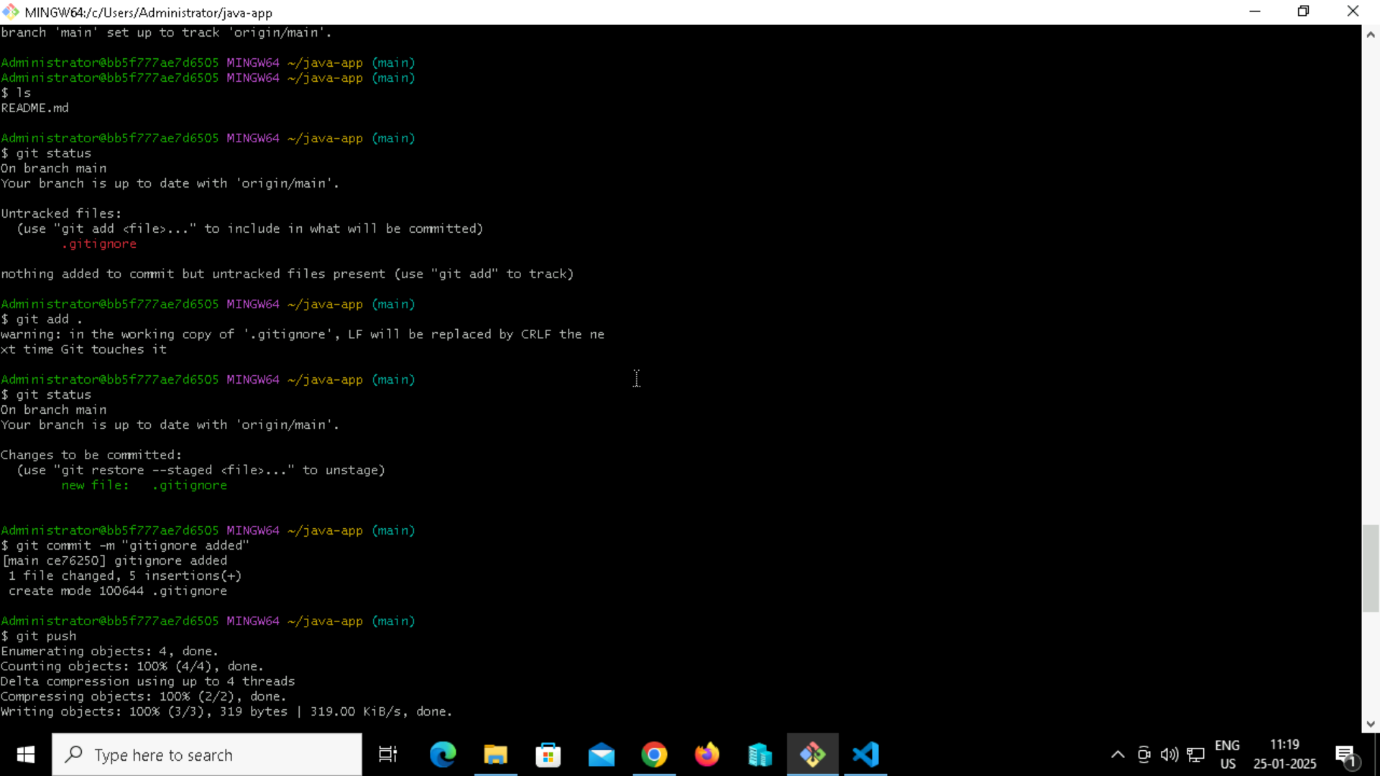 MINGW64:/c/Users/Administrator/java-app
branch 'main' set up to track 'origin/main'.
Administrator@bb5f777ae7d6505 MINGW64 ~/java-app (main)
Administrator@bb5f777ae7d6505 MINGW64 ~/java-app (main)
$ ls
README.md
Administrator@bb5f777ae7d6505 MINGW64 ~/java-app (main)
$ git status
On branch main
Your branch is up to date with 'origin/main'.
Untracked files:
(use "git add <file>..." to include in what will be committed)
.gitignore
nothing added to commit but untracked files present (use "git add" to track)
Administrator@bb5f777ae7d6505 MINGW64 ~/java-app (main)
$ git add .
warning: in the working copy of '.gitignore', LF will be replaced by CRLF the ne
xt time Git touches it
Administrator@bb5f777ae7d6505 MINGW64 ~/java-app (main)
$ git status
On branch main
Your branch is up to date with 'origin/main'.
Changes to be committed:
(use "git restore --staged <file>..." to unstage)
new file:   .gitignore
Administrator@bb5f777ae7d6505 MINGW64 ~/java-app (main)
$ git commit -m "gitignore added"
[main ce76250] gitignore added
1 file changed, 5 insertions(+)
create mode 100644 .gitignore
Administrator@bb5f777ae7d6505 MINGW64 ~/java-app (main)
$ git push
Enumerating objects: 4, done.
Counting objects: 100% (4/4), done.
Delta compression using up to 4 threads
Compressing objects: 100% (2/2), done.
Writing objects: 100% (3/3), 319 bytes | 319.00 KiB/s, done.
Type here to search
ENG
US
11:19
25-01-2025
1